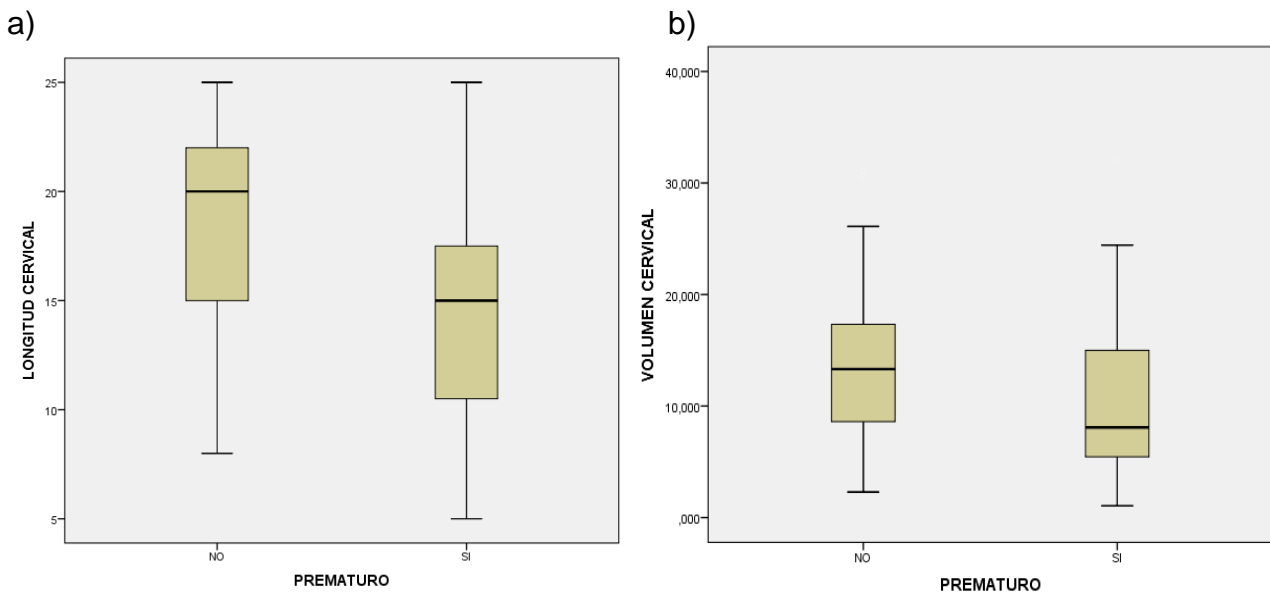 a)
25
20
15
10
5
LONGITUD CERVICAL
NO
SI
PREMATURO
b)
40,000
30,000
20,000
10,000
,000
VOLUMEN CERVICAL
NO
SI
PREMATURO